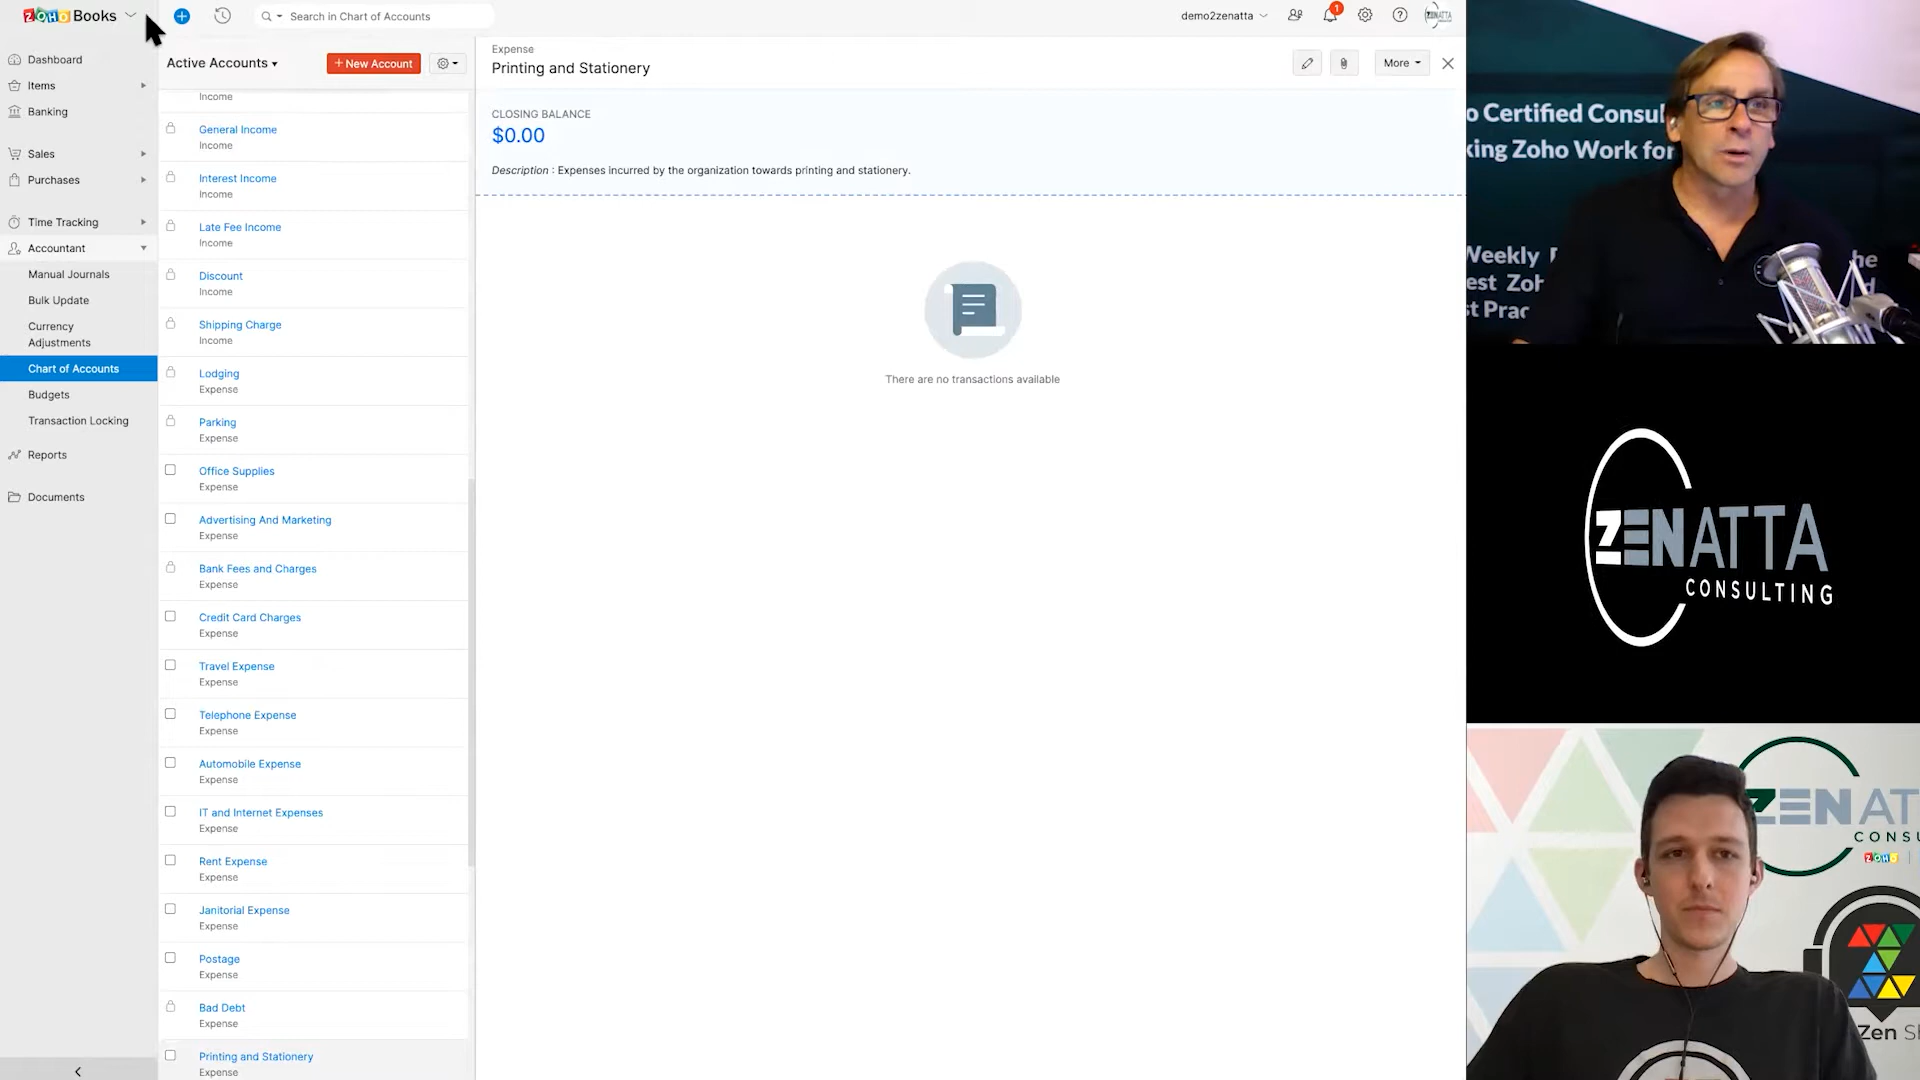 ZOHO Books
Search in Chart of Accounts
demo2zenatta
1
Dashboard
Items
Banking
Sales
Purchases
Time Tracking
Accountant
Manual Journals
Bulk Update
Currency
Adjustments
Chart of Accounts
Budgets
Transaction Locking
Reports
Documents
Active Accounts
+ New Account
Income
General Income
Income
Interest Income
Income
Late Fee Income
Income
Discount
Income
Shipping Charge
Income
Lodging
Expense
Parking
Expense
Office Supplies
Expense
Advertising And Marketing
Expense
Bank Fees and Charges
Expense
Credit Card Charges
Expense
Travel Expense
Expense
Telephone Expense
Expense
Automobile Expense
Expense
IT and Internet Expenses
Expense
Rent Expense
Expense
Janitorial Expense
Expense
Postage
Expense
Bad Debt
Expense
Printing and Stationery
Expense
Expense
Printing and Stationery
More
CLOSING BALANCE
$0.00
Description : Expenses incurred by the organization towards printing and stationery.
There are no transactions available
o Certified Consul
king Zoho Work for
Weekly
he
est Zoh
t Prac
ZENATTA
CONSULTING
ZENAT
CONSU
ZOHO
Zen Sh